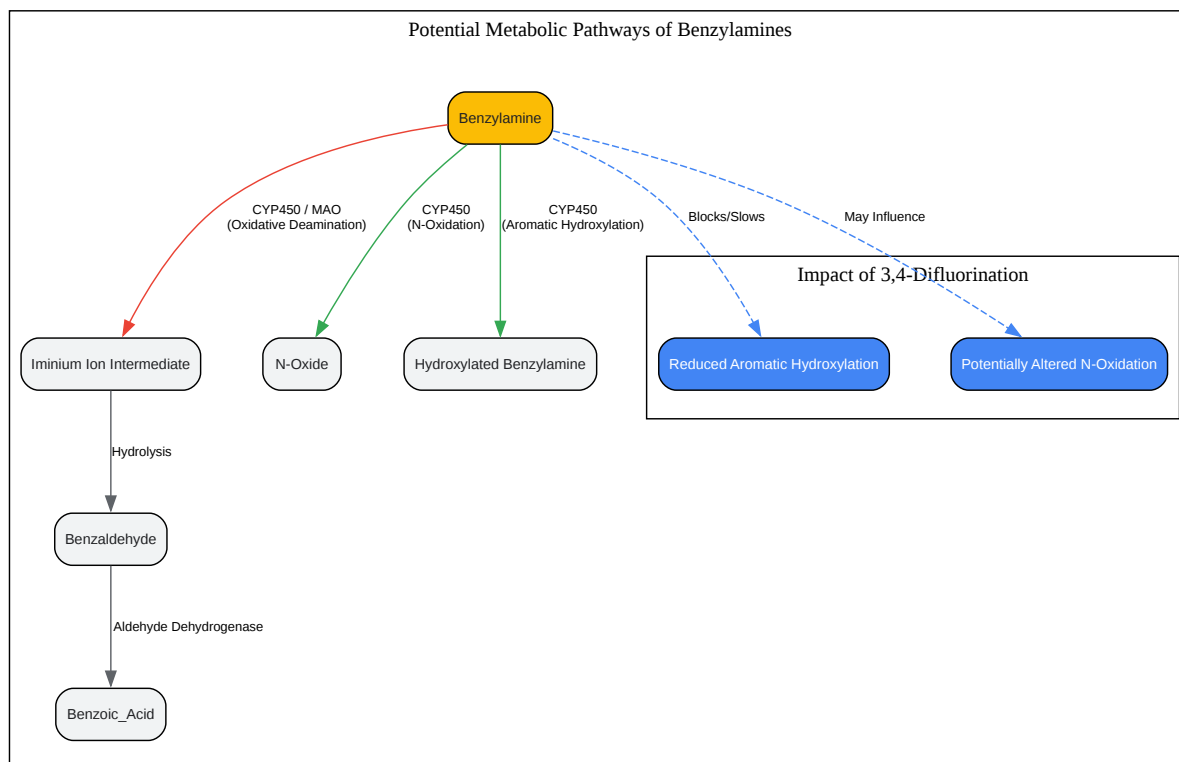 Potential Metabolic Pathways of Benzylamines
Benzylamine
CYP450 / MAO
(Oxidative Deamination)
CYP450
(N-Oxidation)
CYP450
(Aromatic Hydroxylation)
Blocks/Slows
May Influence
Impact of 3,4-Difluorination
Iminium Ion Intermediate
N-Oxide
Hydroxylated Benzylamine
Reduced Aromatic Hydroxylation
Potentially Altered N-Oxidation
Hydrolysis
Benzaldehyde
Aldehyde Dehydrogenase
Benzoic_Acid